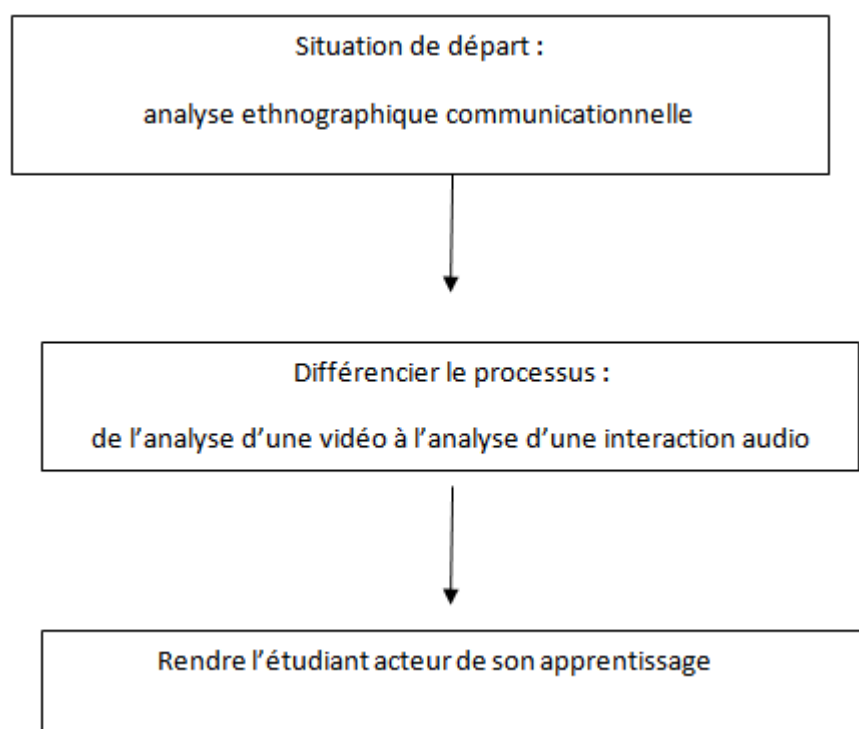 Situation de départ :
analyse ethnographique communicationnelle
Différencier le processus :
de l’analyse d’une vidéo à l’analyse d’une interaction audio
Rendre l’étudiant acteur de son apprentissage